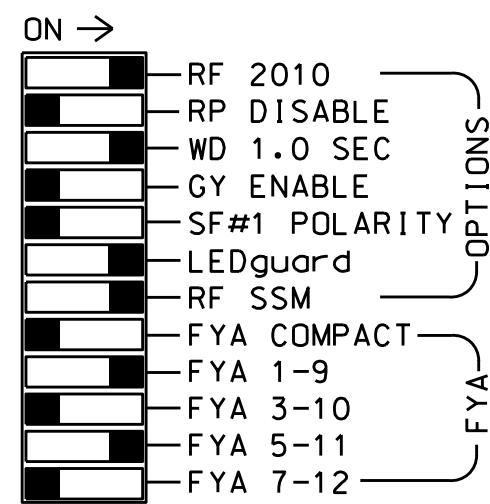 ON →
RF 2010
RP DISABLE
WD 1.0 SEC
GY ENABLE
SF#1 POLARITY
LEDguard
RF SSM
FYA COMPACT
FYA 1-9
FYA 3-10
FYA 5-11
FYA 7-12
OPTIONS
FYA